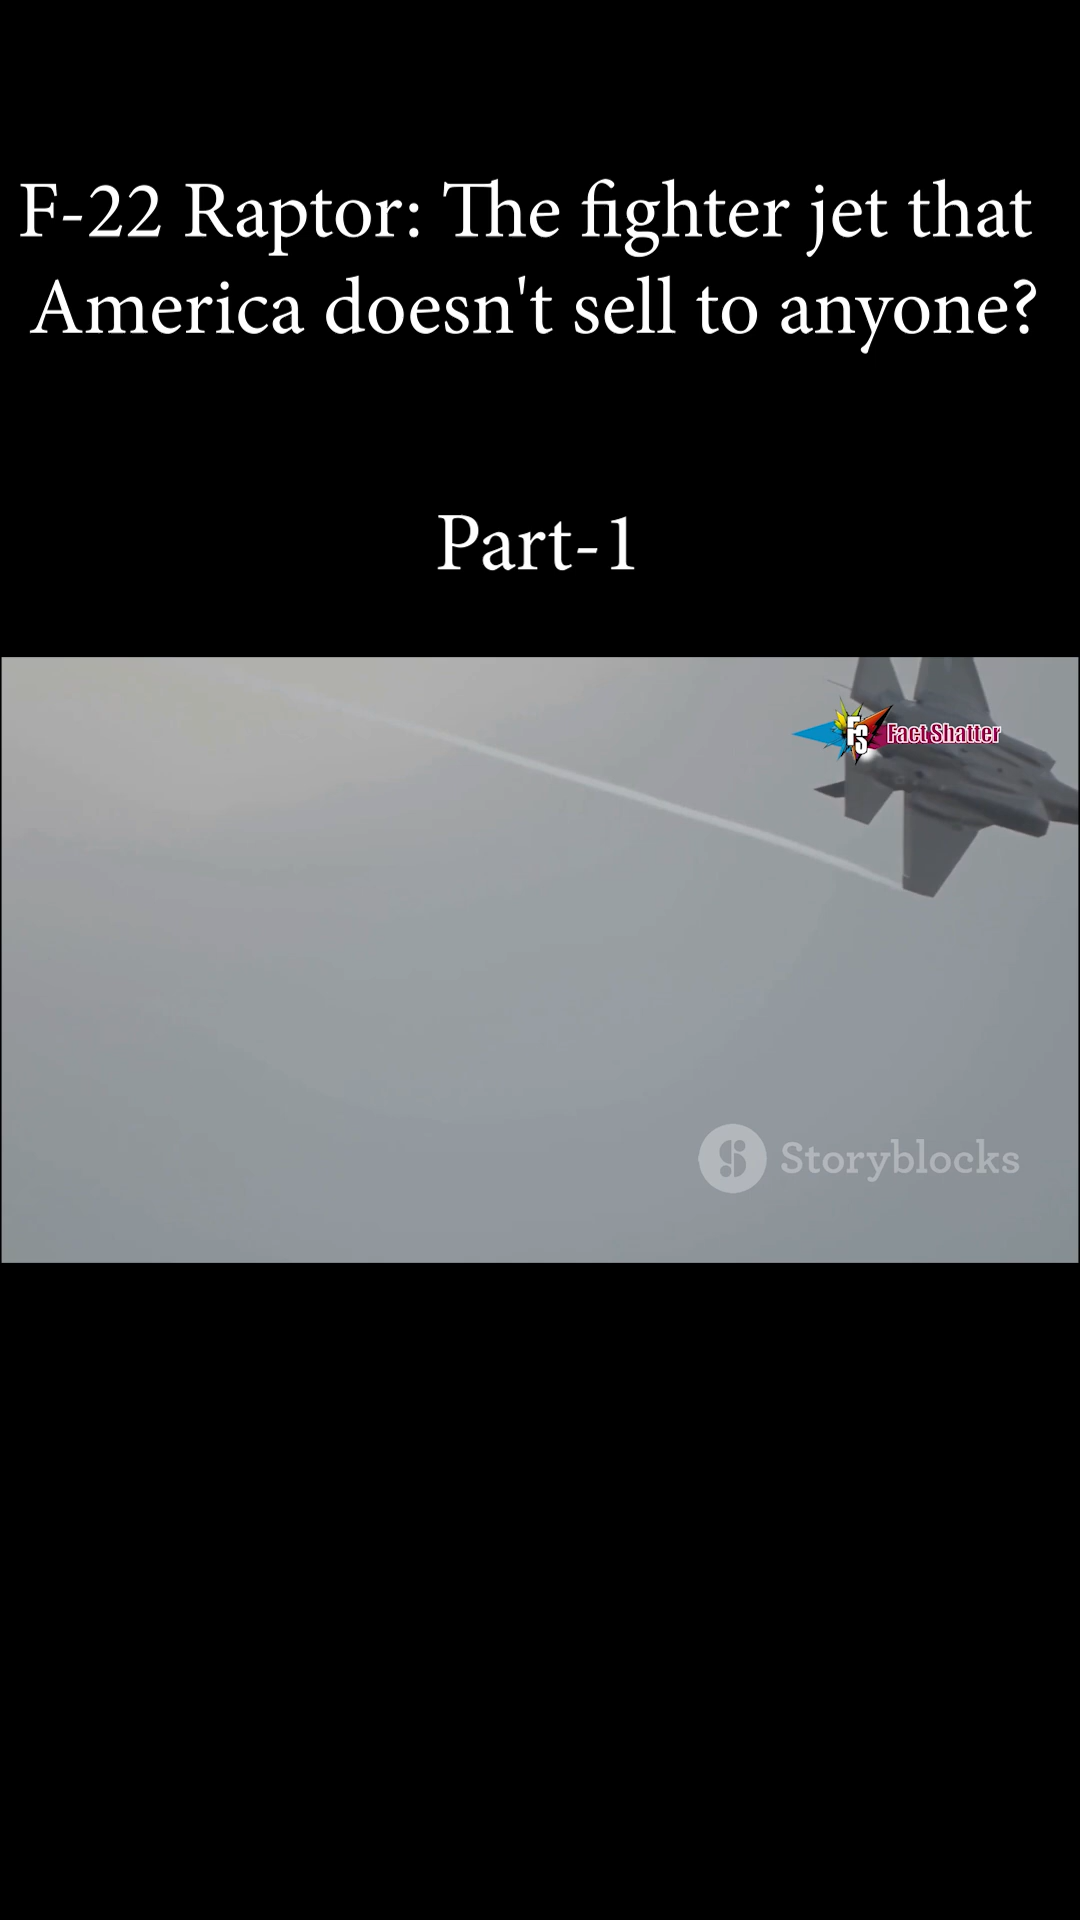 F-22 Raptor: The fighter jet that
America doesn't sell to anyone?
Part-1
FS Fact Shatter
Storyblocks